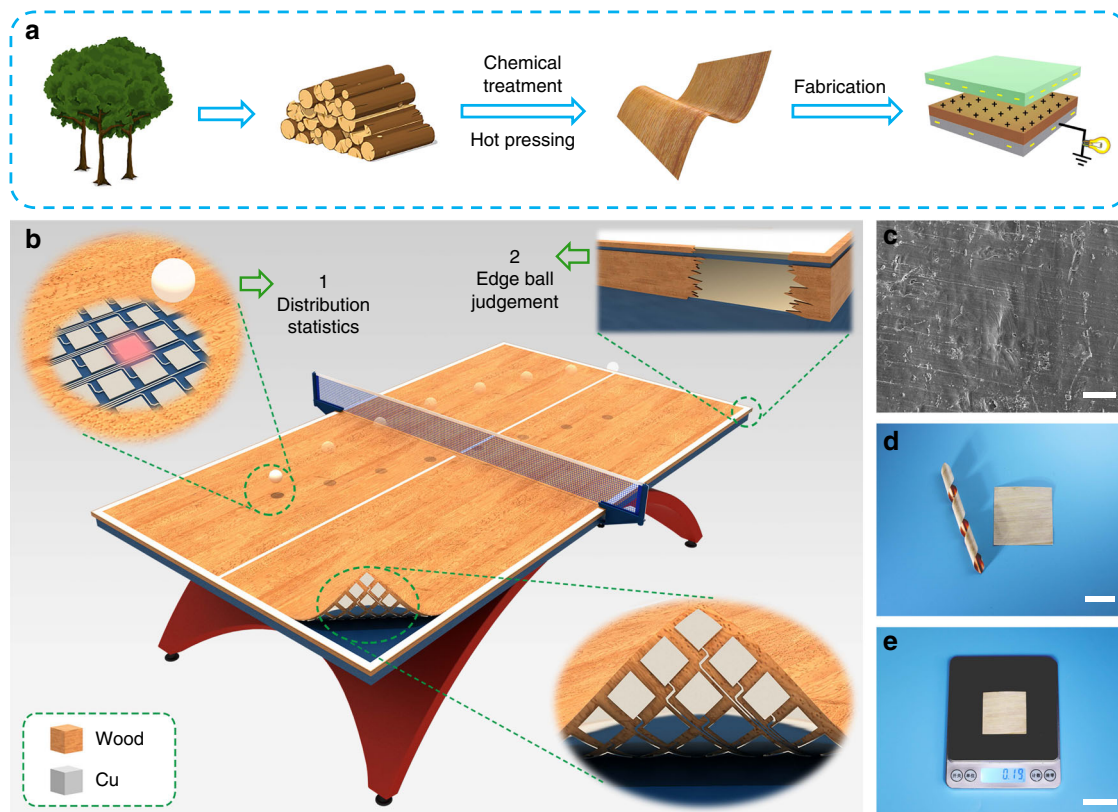 a
Chemical
treatment
Hot pressing
Fabrication
b
1
Distribution
statistics
2
Edge ball
judgement
Wood
Cu
c
d
e
0.19